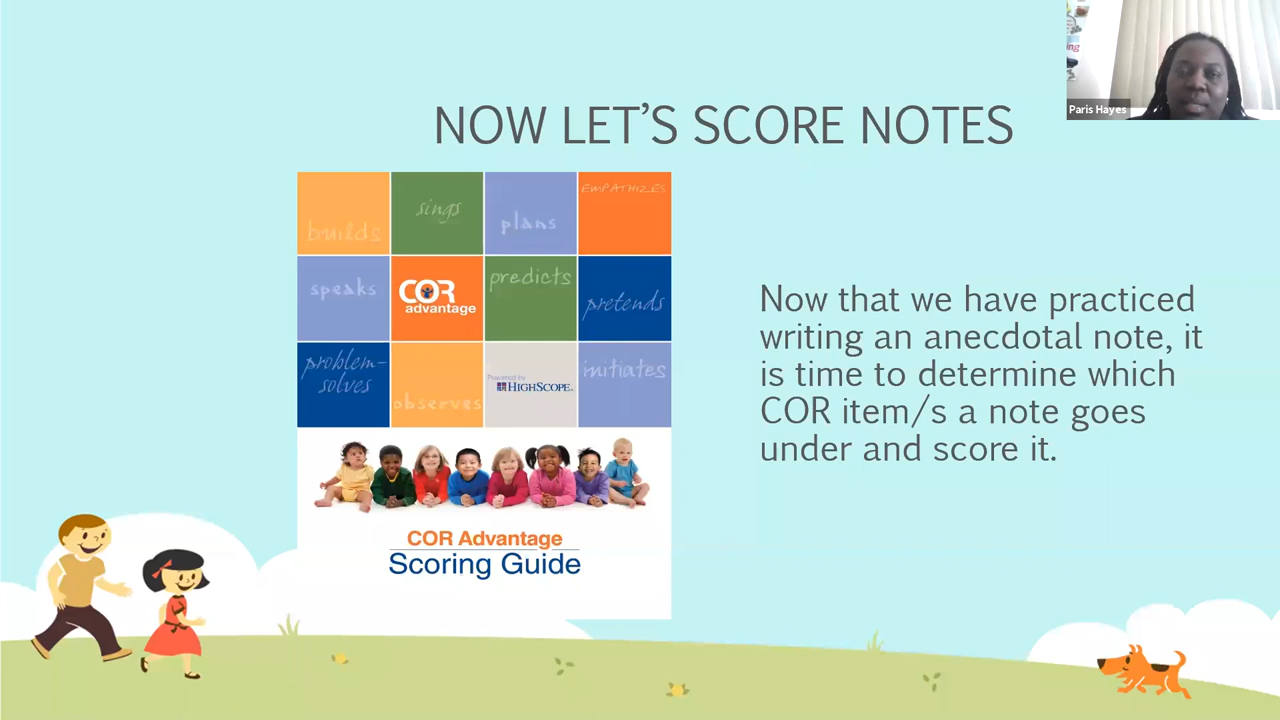 NOW LET'S SCORE NOTES
Paris Hayes
builds
sings
plans
EMPATHIZES
speaks
COR
advantage
predicts
pretends
problem-
solves
observes
Powered by
HIGHSCOPE.
initiates
COR Advantage
Scoring Guide
Now that we have practiced
writing an anecdotal note, it
is time to determine which
COR item/s a note goes
under and score it.